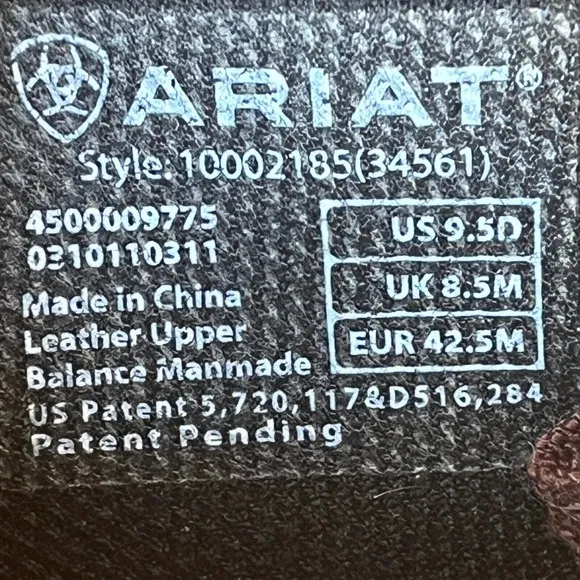 ARIAT®
Style: 10002185(34561)
4500009775
0310110311
Made in China
Leather Upper
Balance Manmade
US 9.5D
UK 8.5M
EUR 42.5M
US Patent 5,720,117&D516,284
Patent Pending